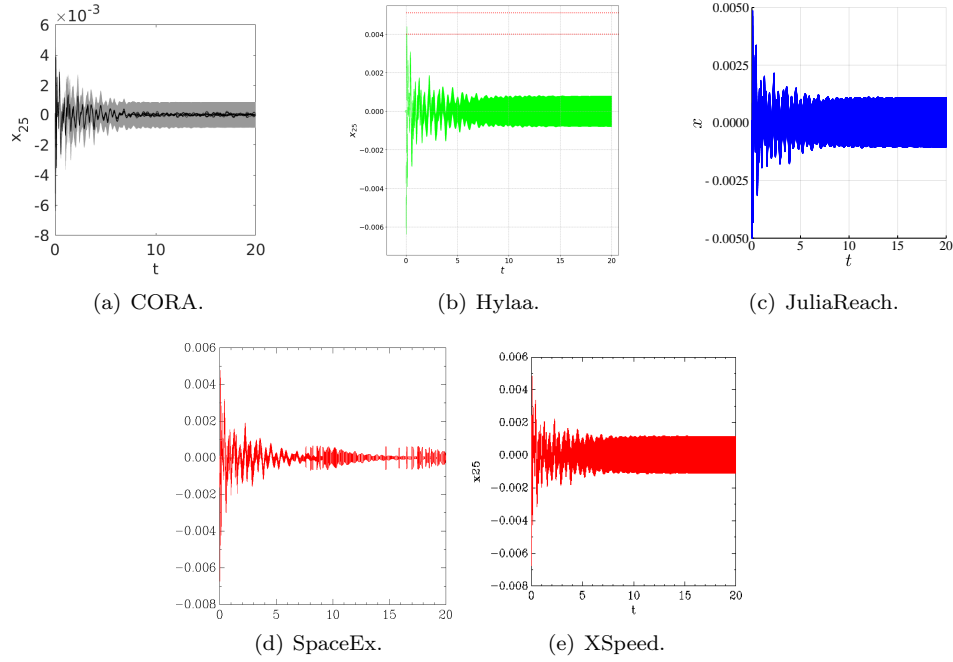 ×10⁻³
6
4
2
0
-2
-4
-6
-8
x₂₅
0 10 20
t
(a) CORA.
0.004
0.002
0.000
−0.002
−0.004
−0.006
x₂₅
0 5 10 15 20
t
(b) Hylaa.
0.0050
0.0025
0.0000
- 0.0025
- 0.0050
x
0 5 10 15 20
t
(c) JuliaReach.
0.006
0.004
0.002
0.000
−0.002
−0.004
−0.006
−0.008
0 5 10 15 20
(d) SpaceEx.
0.006
0.004
0.002
0.000
−0.002
−0.004
−0.006
−0.008
x25
0 5 10 15 20
t
(e) XSpeed.